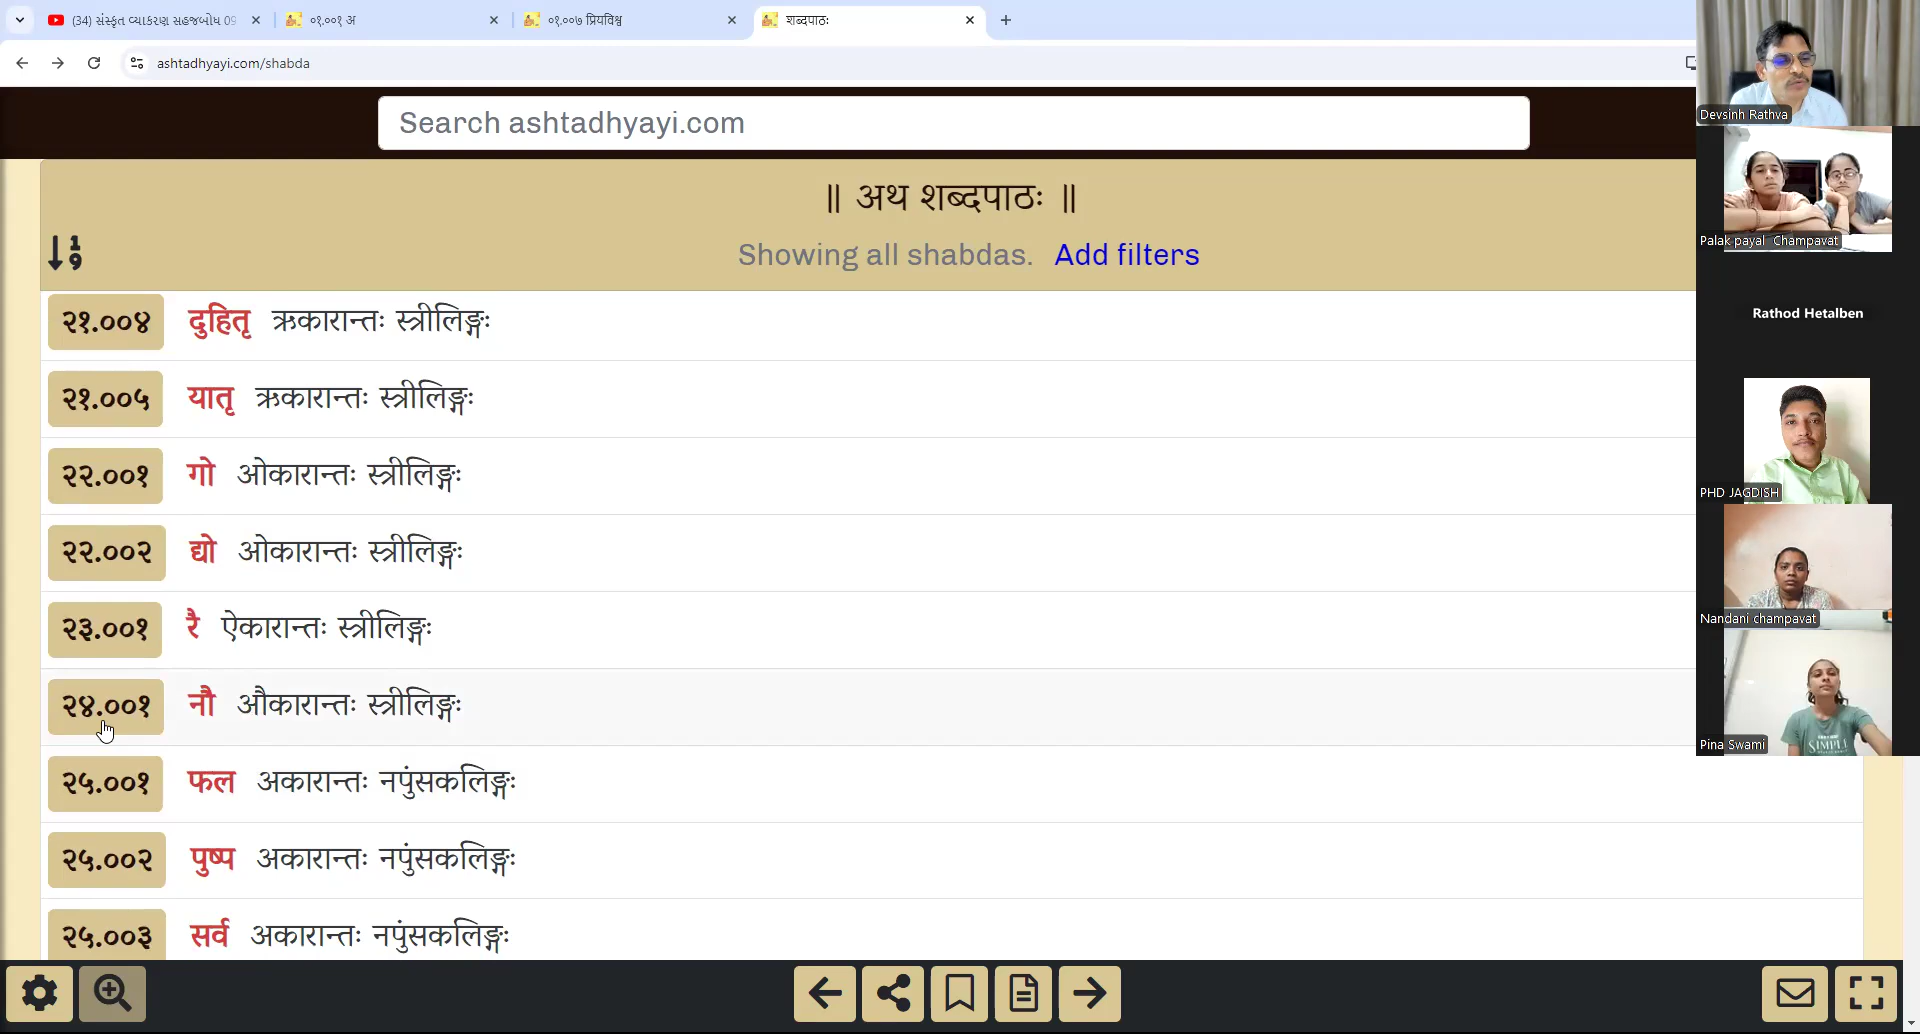 (34) સંસ્કૃત વ્યાકરણ સહજબોધ 09
०१.००१ अ
०१.००७ प्रियविश्व
शब्दपाठः
ashtadhyayi.com/shabda
Search ashtadhyayi.com
॥ अथ शब्दपाठः ॥
Showing all shabdas. Add filters
२१.००४ दुहितृ ऋकारान्तः स्त्रीलिङ्गः
२१.००५ यातृ ऋकारान्तः स्त्रीलिङ्गः
२२.००१ गो ओकारान्तः स्त्रीलिङ्गः
२२.००२ द्यो ओकारान्तः स्त्रीलिङ्गः
२३.००१ रै ऐकारान्तः स्त्रीलिङ्गः
२४.००१ नौ औकारान्तः स्त्रीलिङ्गः
२५.००१ फल अकारान्तः नपुंसकलिङ्गः
२५.००२ पुष्प अकारान्तः नपुंसकलिङ्गः
२५.००३ सर्व अकारान्तः नपुंसकलिङ्गः
Devsinh Rathva
Palak payal Champavat
Rathod Hetalben
PHD JAGDISH
Nandani champavat
SIMPLE
Pina Swami